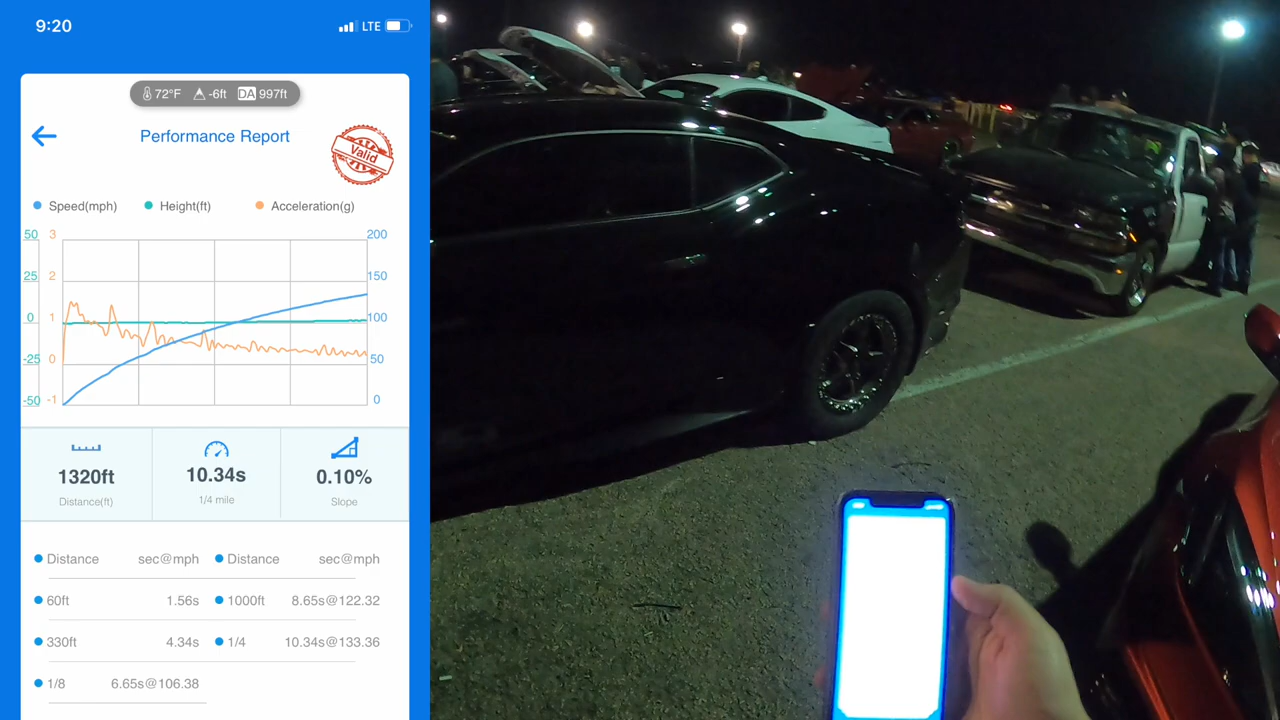 9:20
LTE
72°F -6ft DA 997ft
Performance Report
Valid
Speed(mph) Height(ft) Acceleration(g)
50 3 200
25 2 150
0 1 100
-25 0 50
-50 -1 0
1320ft 10.34s 0.10%
Distance(ft) 1/4 mile Slope
Distance sec@mph Distance sec@mph
60ft 1.56s 1000ft 8.65s@122.32
330ft 4.34s 1/4 10.34s@133.36
1/8 6.65s@106.38